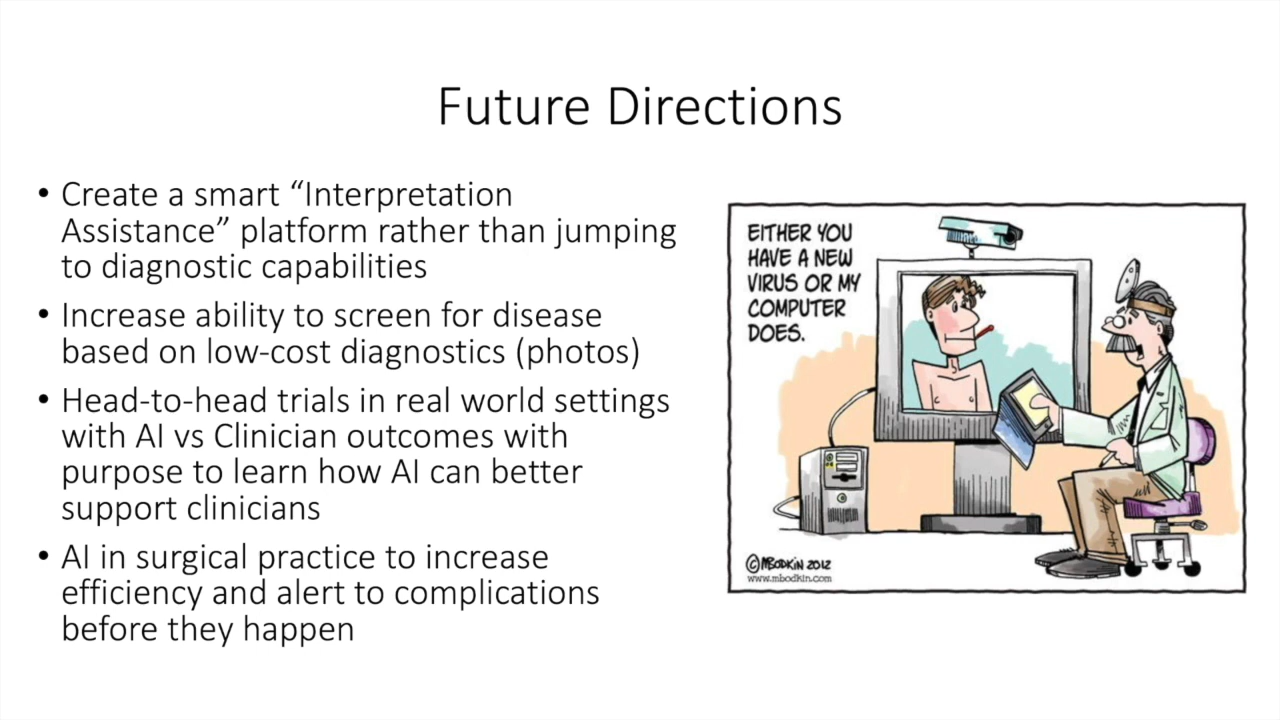 Future Directions
• Create a smart “Interpretation
Assistance” platform rather than jumping
to diagnostic capabilities
• Increase ability to screen for disease
based on low-cost diagnostics (photos)
• Head-to-head trials in real world settings
with AI vs Clinician outcomes with
purpose to learn how AI can better
support clinicians
• AI in surgical practice to increase
efficiency and alert to complications
before they happen
EITHER YOU
HAVE A NEW
VIRUS OR MY
COMPUTER
DOES.
©MBODKIN 2012
www.mbodkin.com